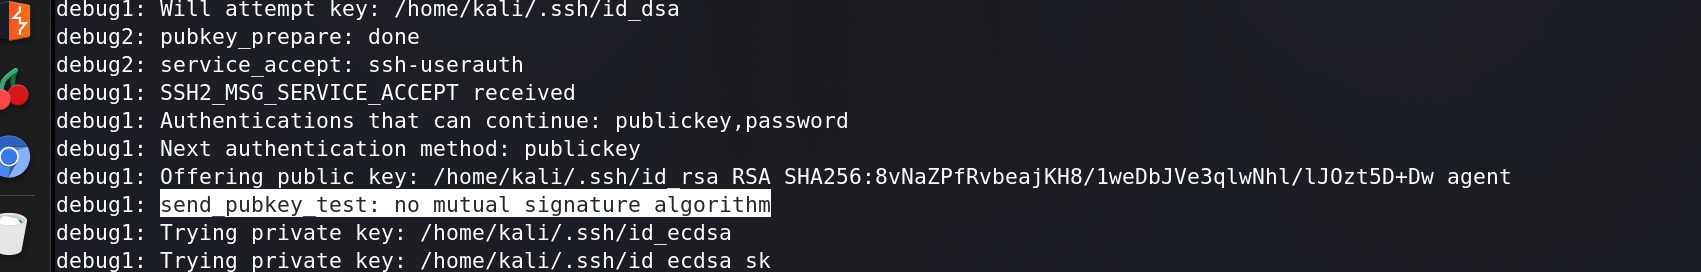 debug1: Will attempt key: /home/kali/.ssh/id_dsa
debug2: pubkey_prepare: done
debug2: service_accept: ssh-userauth
debug1: SSH2_MSG_SERVICE_ACCEPT received
debug1: Authentications that can continue: publickey,password
debug1: Next authentication method: publickey
debug1: Offering public key: /home/kali/.ssh/id_rsa RSA SHA256:8vNaZPfRvbeajKH8/1weDbJVe3qlwNhl/lJOzt5D+Dw agent
debug1: send_pubkey_test: no mutual signature algorithm
debug1: Trying private key: /home/kali/.ssh/id_ecdsa
debug1: Trying private key: /home/kali/.ssh/id_ecdsa_sk